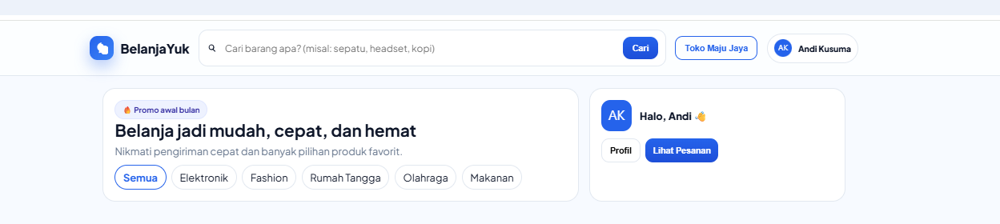 BelanjaYuk
Cari barang apa? (misal: sepatu, headset, kopi)
Cari
Toko Maju Jaya
AK
Andi Kusuma
Promo awal bulan
Belanja jadi mudah, cepat, dan hemat
Nikmati pengiriman cepat dan banyak pilihan produk favorit.
Semua
Elektronik
Fashion
Rumah Tangga
Olahraga
Makanan
AK
Halo, Andi 👋
Profil
Lihat Pesanan